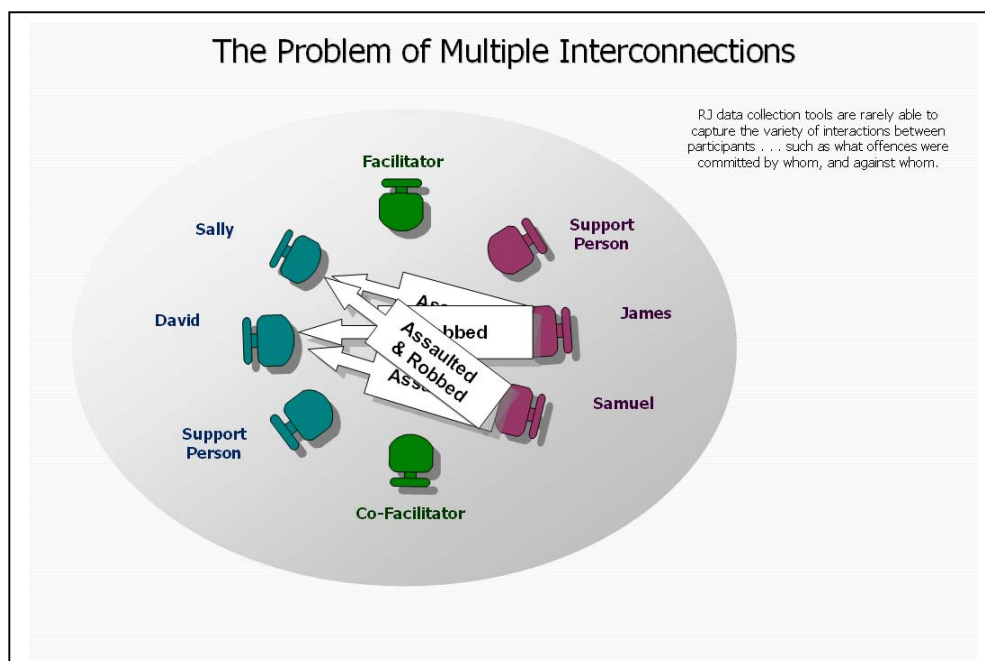 The Problem of Multiple Interconnections
RJ data collection tools are rarely able to
capture the variety of interactions between
participants . . . such as what offences were
committed by whom, and against whom.
Facilitator
Sally
Support
Person
David
James
Assaulted
& Robbed
Samuel
Support
Person
Co-Facilitator